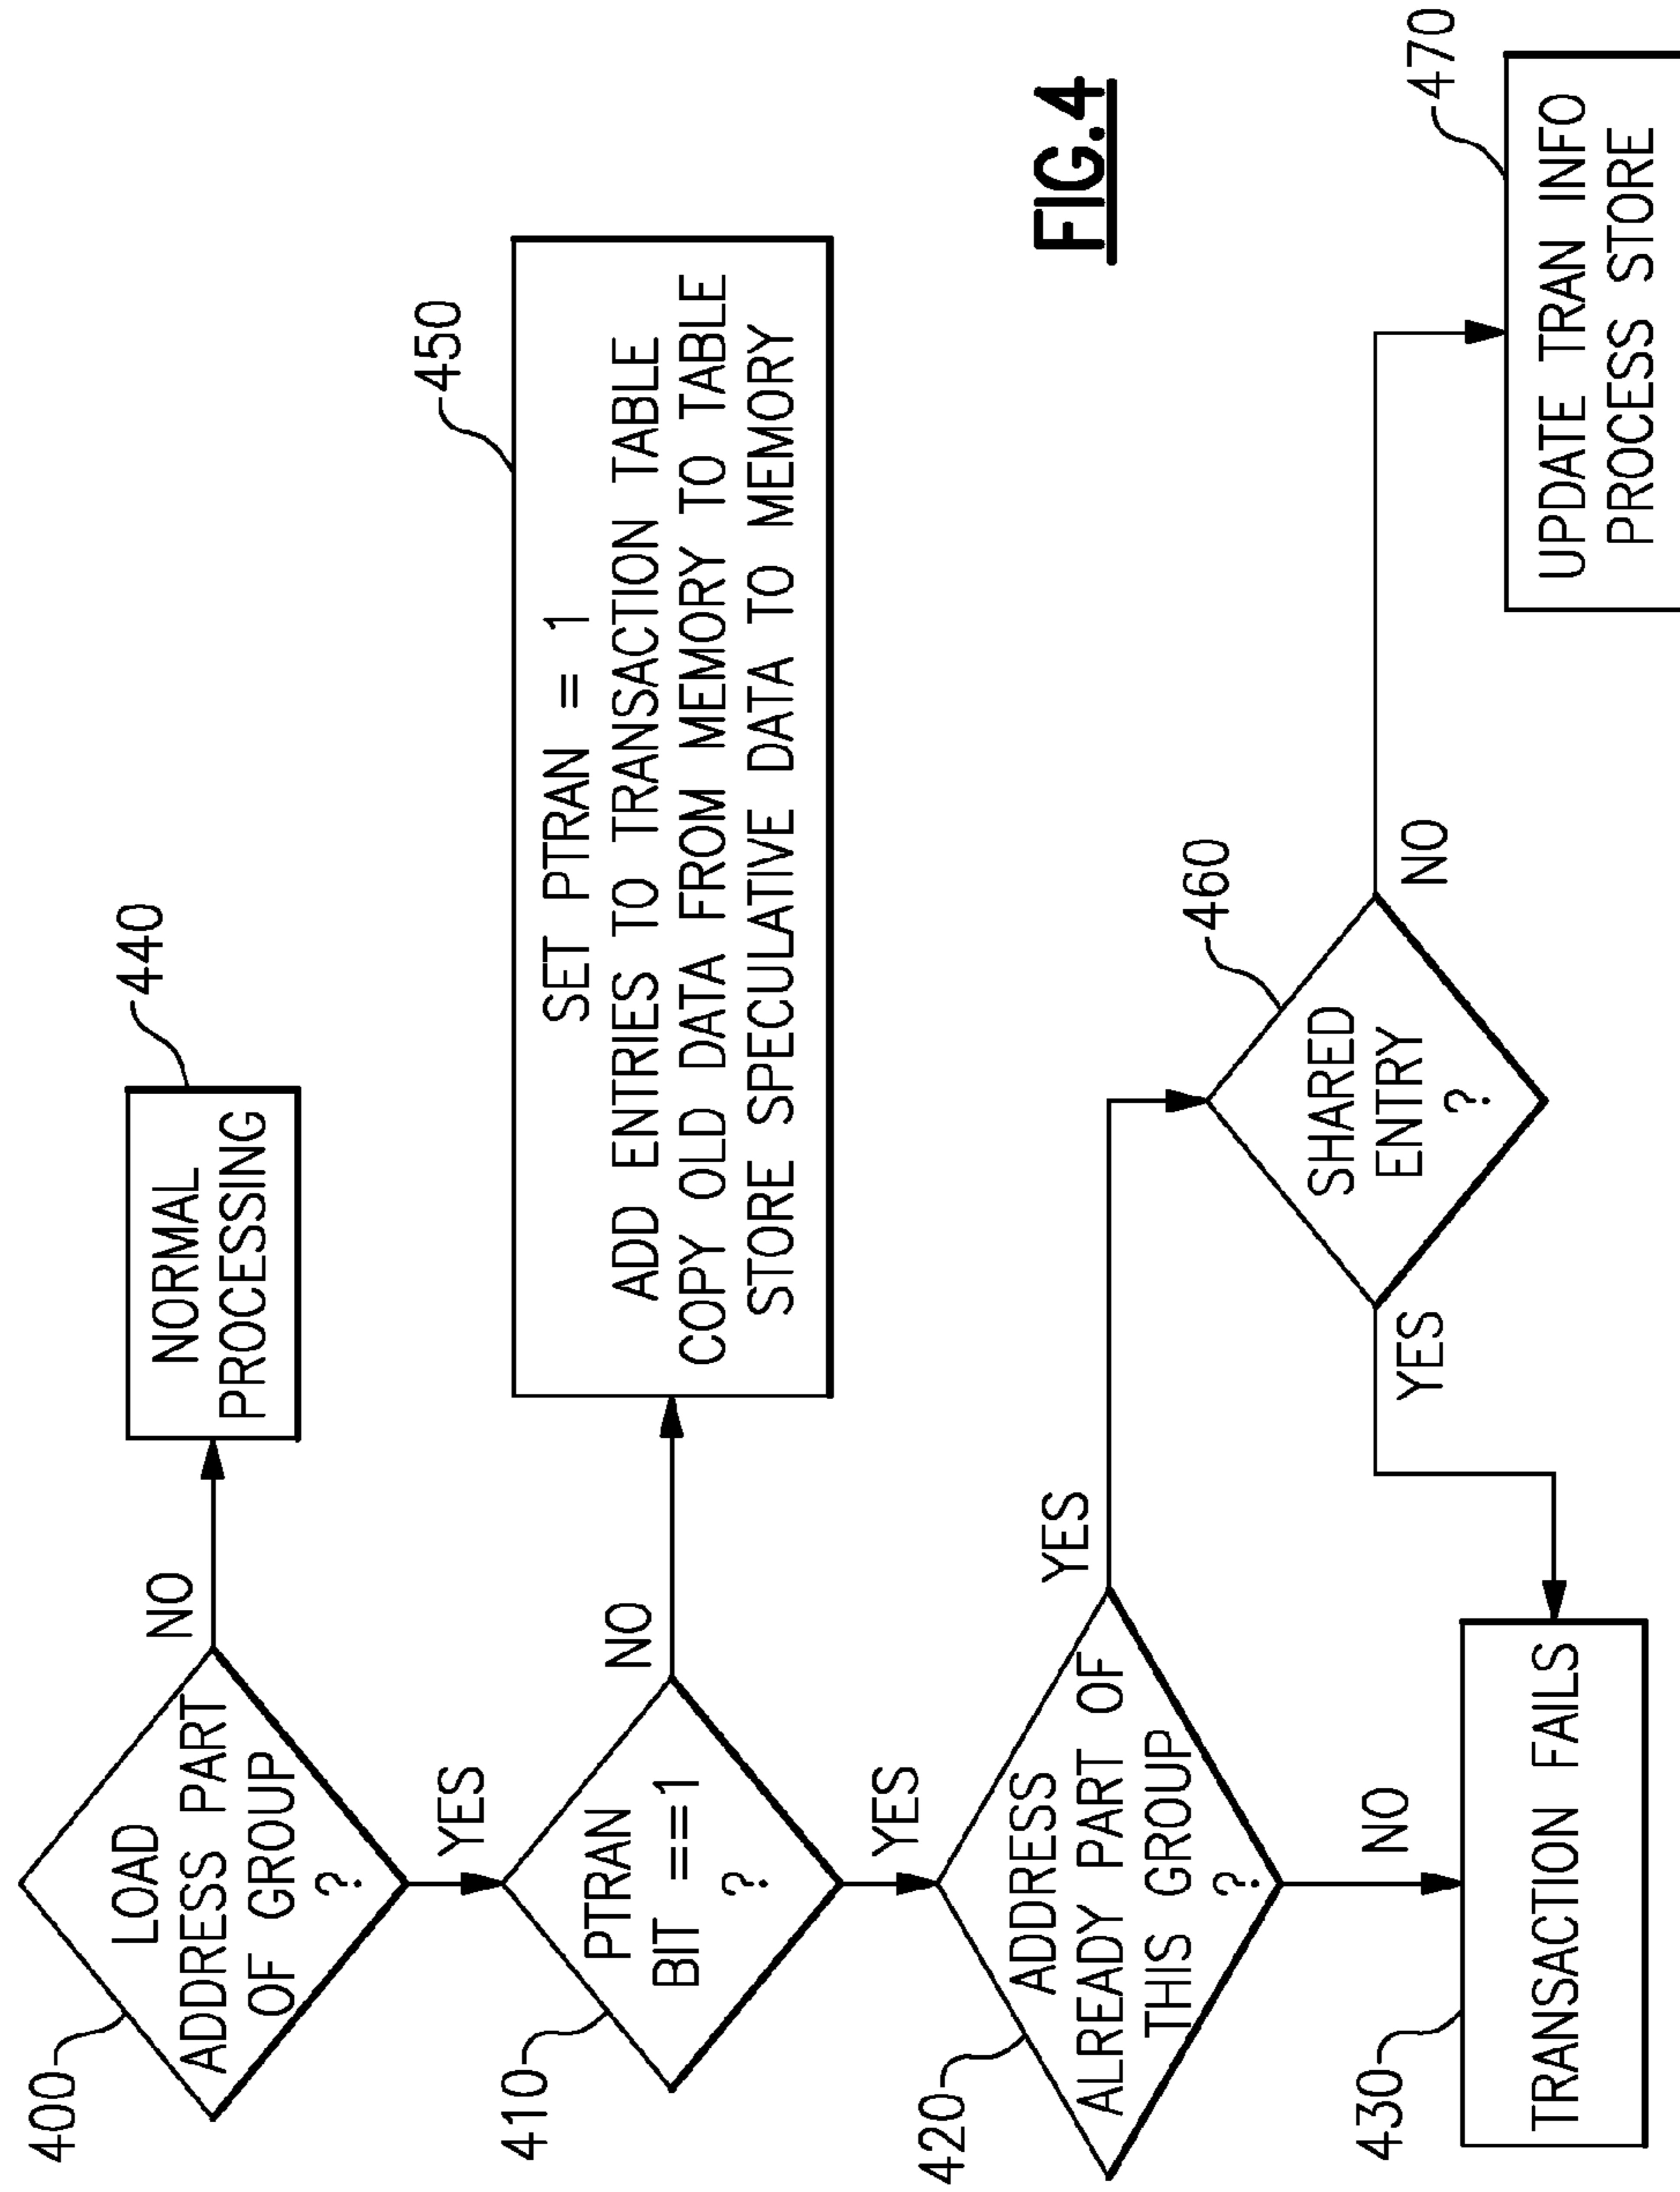 400
LOAD
ADDRESS PART
OF GROUP
?
NO
440
NORMAL
PROCESSING
YES
410
PTRAN
BIT ==1
?
NO
450
SET PTRAN = 1
ADD ENTRIES TO TRANSACTION TABLE
COPY OLD DATA FROM MEMORY TO TABLE
STORE SPECULATIVE DATA TO MEMORY
YES
420
ADDRESS
ALREADY PART OF
THIS GROUP
?
YES
460
SHARED
ENTRY
?
YES
NO
NO
430
TRANSACTION FAILS
470
UPDATE TRAN INFO
PROCESS STORE
FIG.4